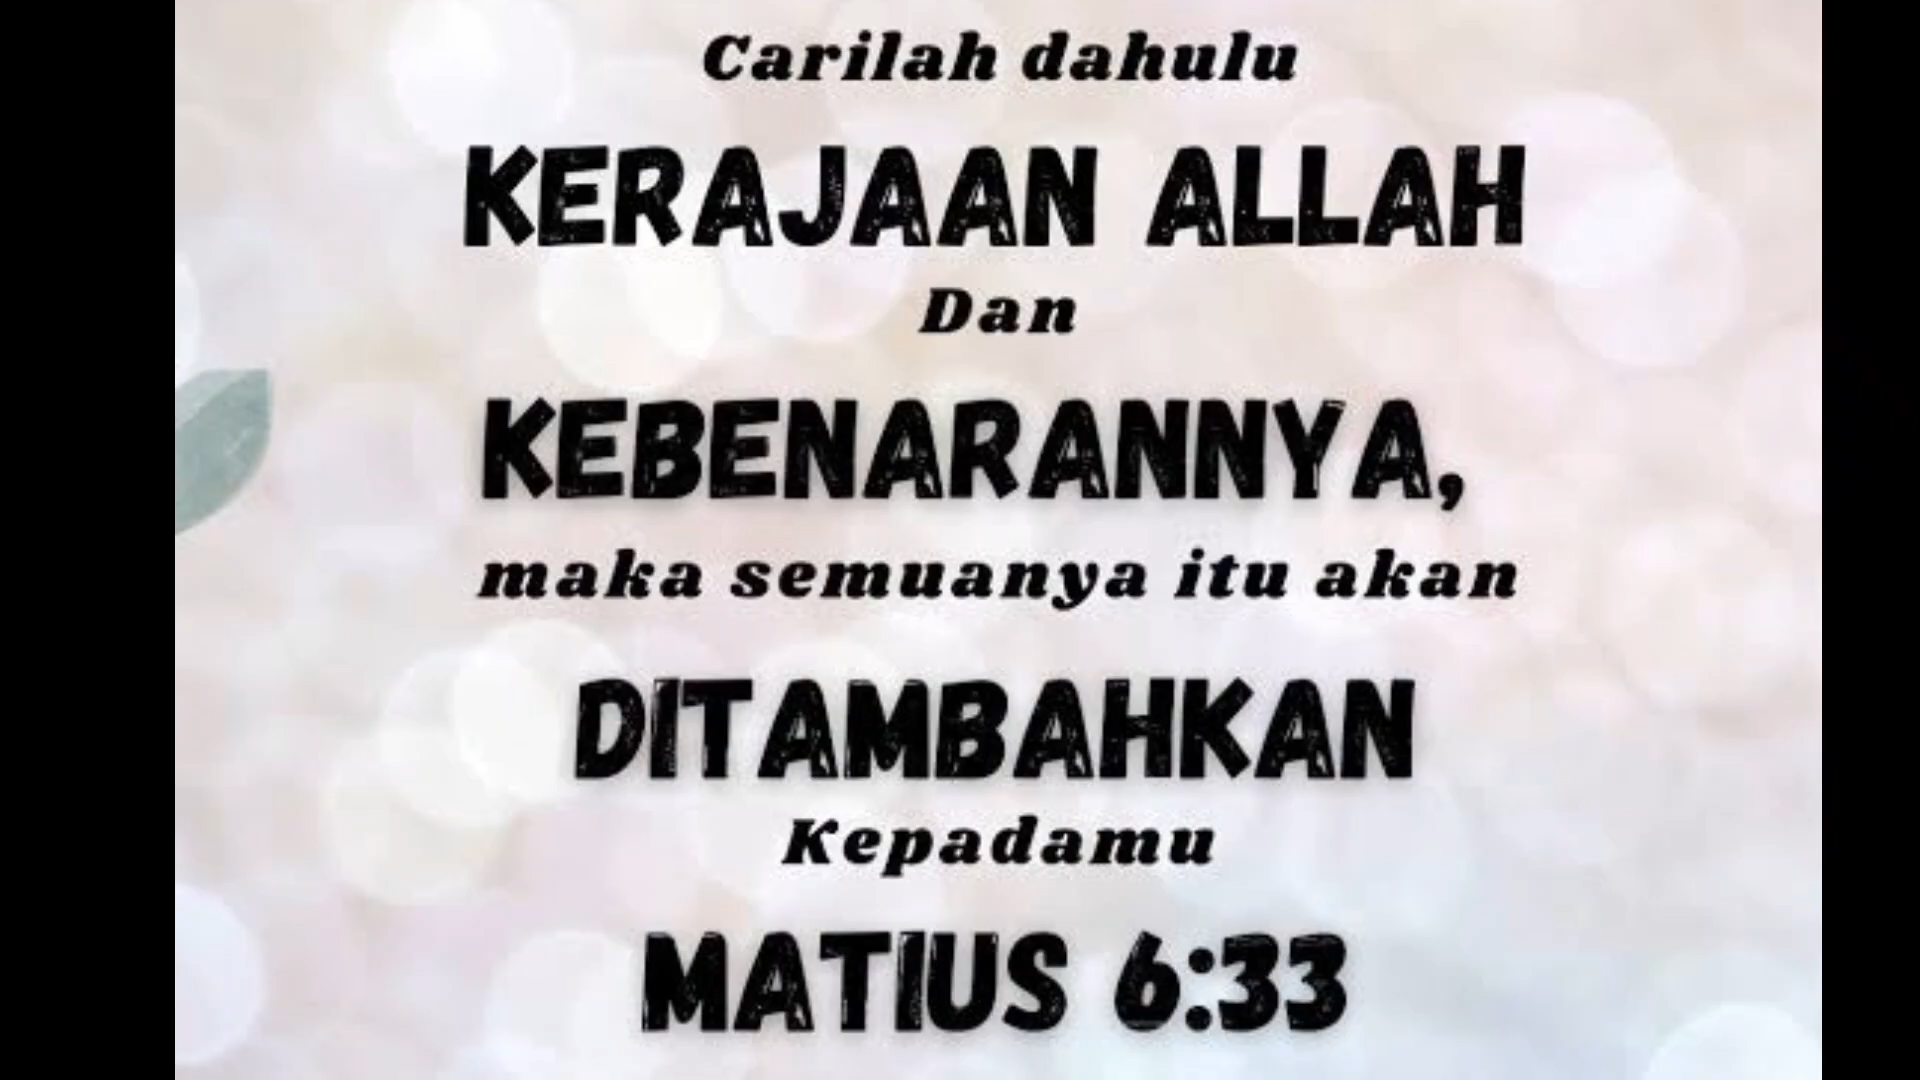 Carilah dahulu
KERAJAAN ALLAH
Dan
KEBENARANNYA,
maka semuanya itu akan
DITAMBAHKAN
Kepadamu
MATIUS 6:33